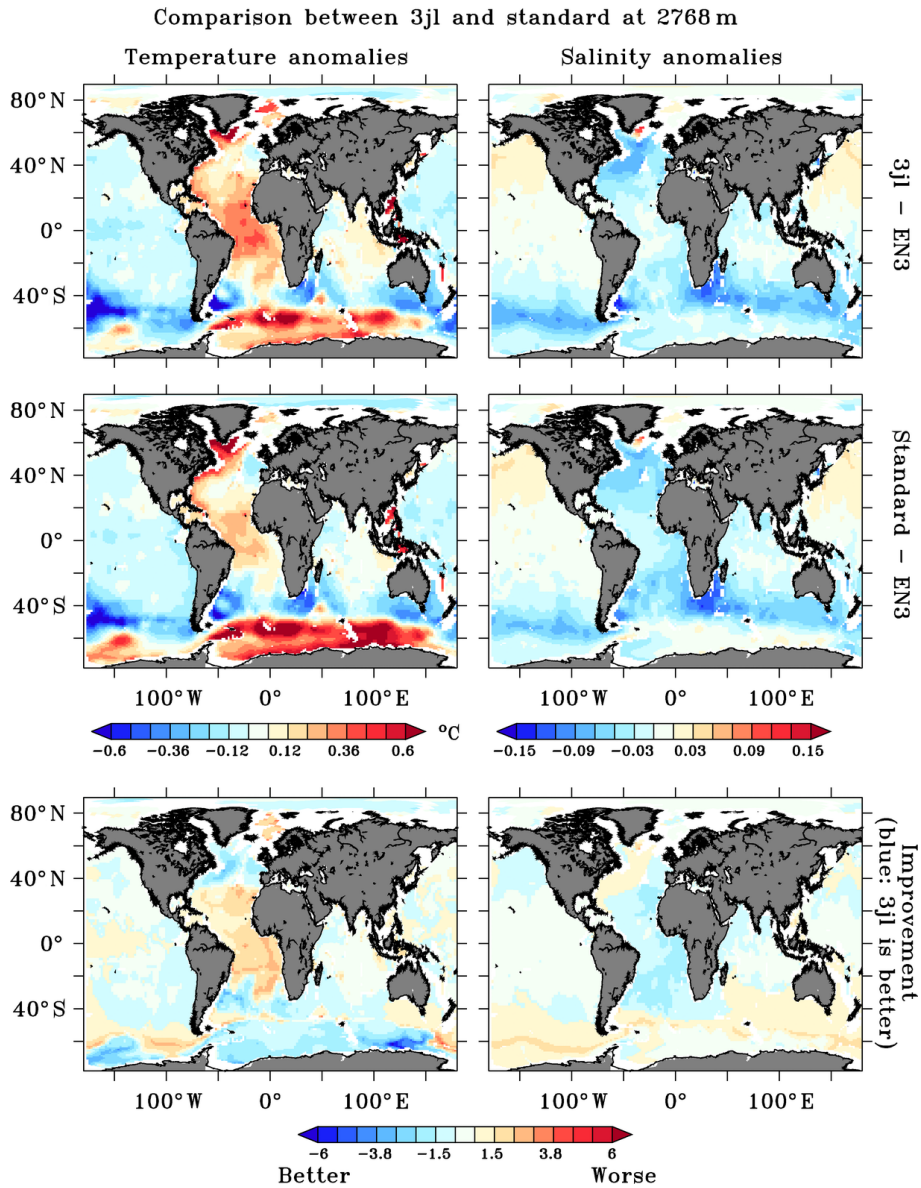 Comparison between 3jl and standard at 2768 m
Temperature anomalies
Salinity anomalies
80° N
40° N
0°
40° S
3jl − EN3
80° N
40° N
0°
40° S
Standard − EN3
100° W
0°
100° E
100° W
0°
100° E
−0.6 −0.36 −0.12 0.12 0.36 0.6 °C
−0.15 −0.09 −0.03 0.03 0.09 0.15
80° N
40° N
0°
40° S
Improvement
(blue: 3jl is better)
100° W
0°
100° E
100° W
0°
100° E
−6 −3.8 −1.5 1.5 3.8 6
Better
Worse